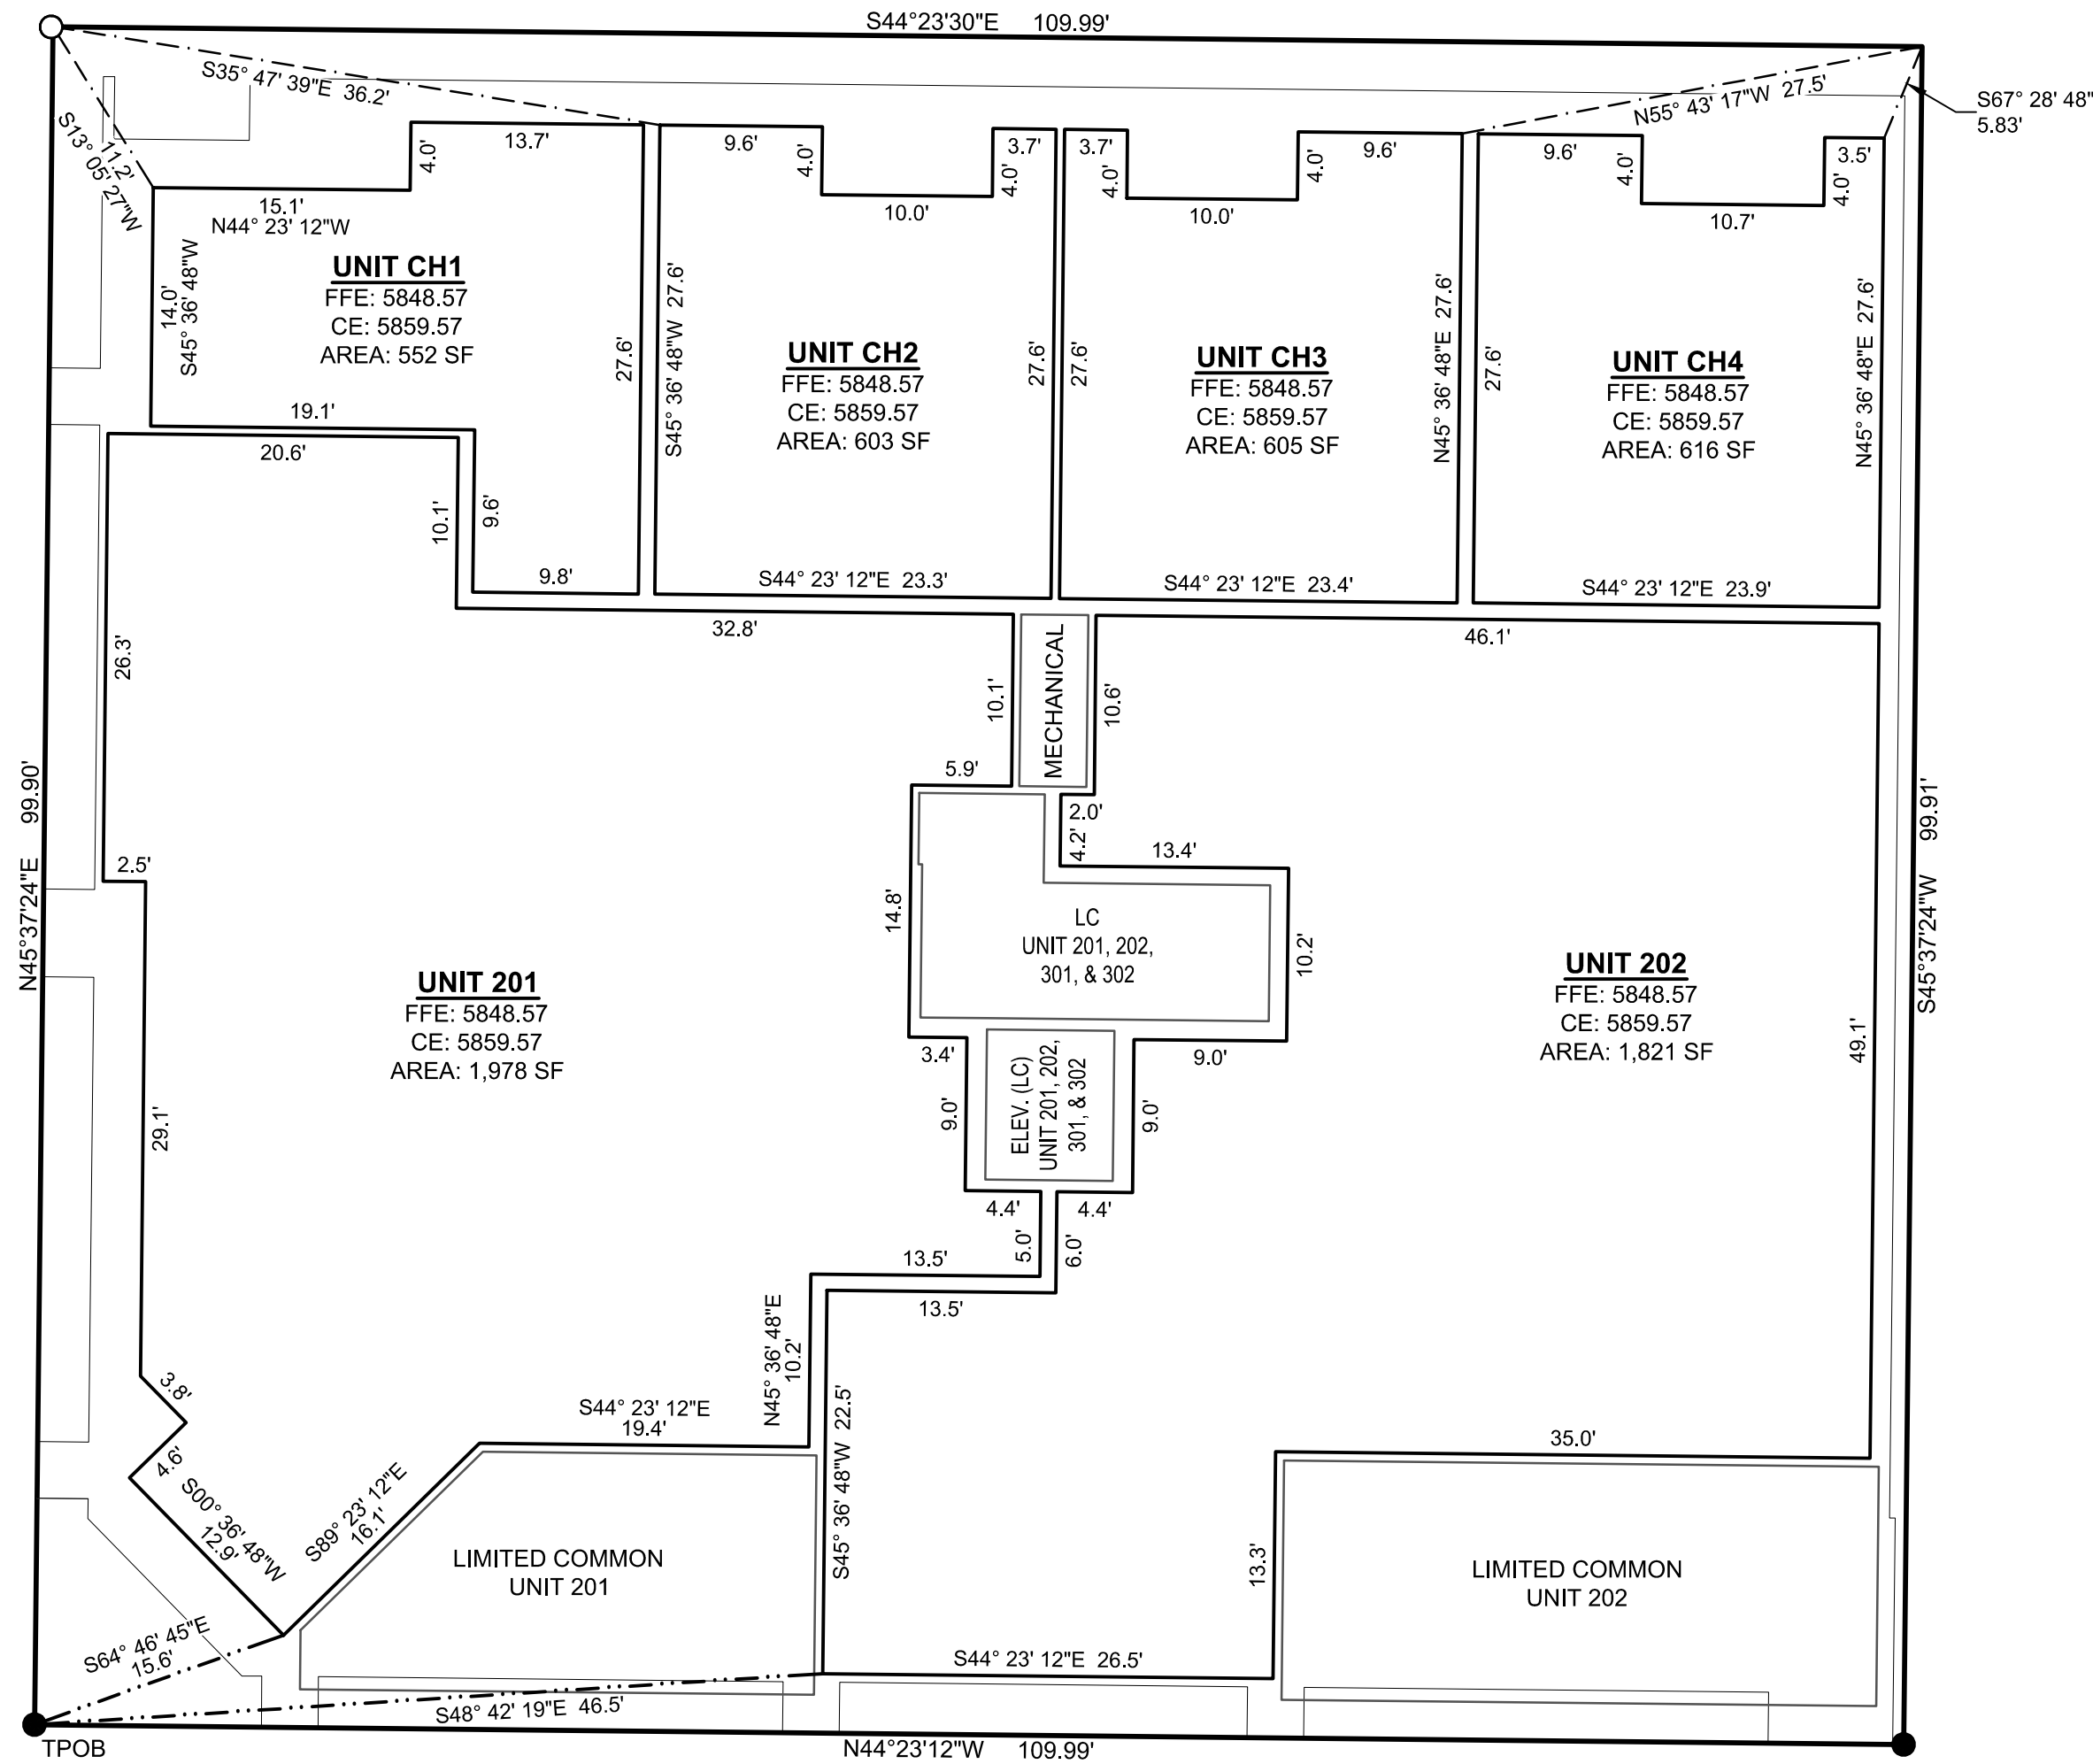 S44°23'30"E 109.99'
S35° 47' 39"E 36.2'
N55° 43' 17"W 27.5'
S67° 28' 48"
5.83'
S13° 05' 27"W
11.2'
13.7'
4.0'
15.1'
N44° 23' 12"W
14.0'
S45° 36' 48"W
UNIT CH1
FFE: 5848.57
CE: 5859.57
AREA: 552 SF
27.6'
19.1'
9.6'
9.8'
9.6'
4.0'
10.0'
4.0'
3.7'
S45° 36' 48"W 27.6'
UNIT CH2
FFE: 5848.57
CE: 5859.57
AREA: 603 SF
27.6'
S44° 23' 12"E 23.3'
3.7'
4.0'
10.0'
4.0'
9.6'
27.6'
UNIT CH3
FFE: 5848.57
CE: 5859.57
AREA: 605 SF
N45° 36' 48"E 27.6'
S44° 23' 12"E 23.4'
9.6'
4.0'
10.7'
4.0'
3.5'
27.6'
UNIT CH4
FFE: 5848.57
CE: 5859.57
AREA: 616 SF
N45° 36' 48"E 27.6'
S44° 23' 12"E 23.9'
20.6'
10.1'
26.3'
32.8'
10.1'
MECHANICAL
10.6'
46.1'
5.9'
2.0'
4.2'
13.4'
N45°37'24"E 99.90'
2.5'
14.8'
LC
UNIT 201, 202,
301, & 302
10.2'
S45°37'24"W 99.91'
UNIT 201
FFE: 5848.57
CE: 5859.57
AREA: 1,978 SF
UNIT 202
FFE: 5848.57
CE: 5859.57
AREA: 1,821 SF
49.1'
29.1'
3.4'
9.0'
ELEV. (LC)
UNIT 201, 202,
301, & 302
9.0'
9.0'
4.4'
4.4'
5.0'
6.0'
13.5'
13.5'
N45° 36' 48"E
10.2'
3.8'
4.6'
S00° 36' 48"W
12.9'
S89° 23' 12"E
16.1'
S44° 23' 12"E
19.4'
S45° 36' 48"W 22.5'
35.0'
13.3'
LIMITED COMMON
UNIT 201
LIMITED COMMON
UNIT 202
S64° 46' 45"E
15.6'
S44° 23' 12"E 26.5'
S48° 42' 19"E 46.5'
TPOB
N44°23'12"W 109.99'